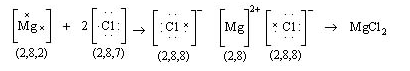 [Mg×]× + 2 [:Cl:] → [:Cl×]⁻ [Mg]²⁺ [×Cl:]⁻ → MgCl₂
(2,8,2) (2,8,7) (2,8,8) (2,8) (2,8,8)